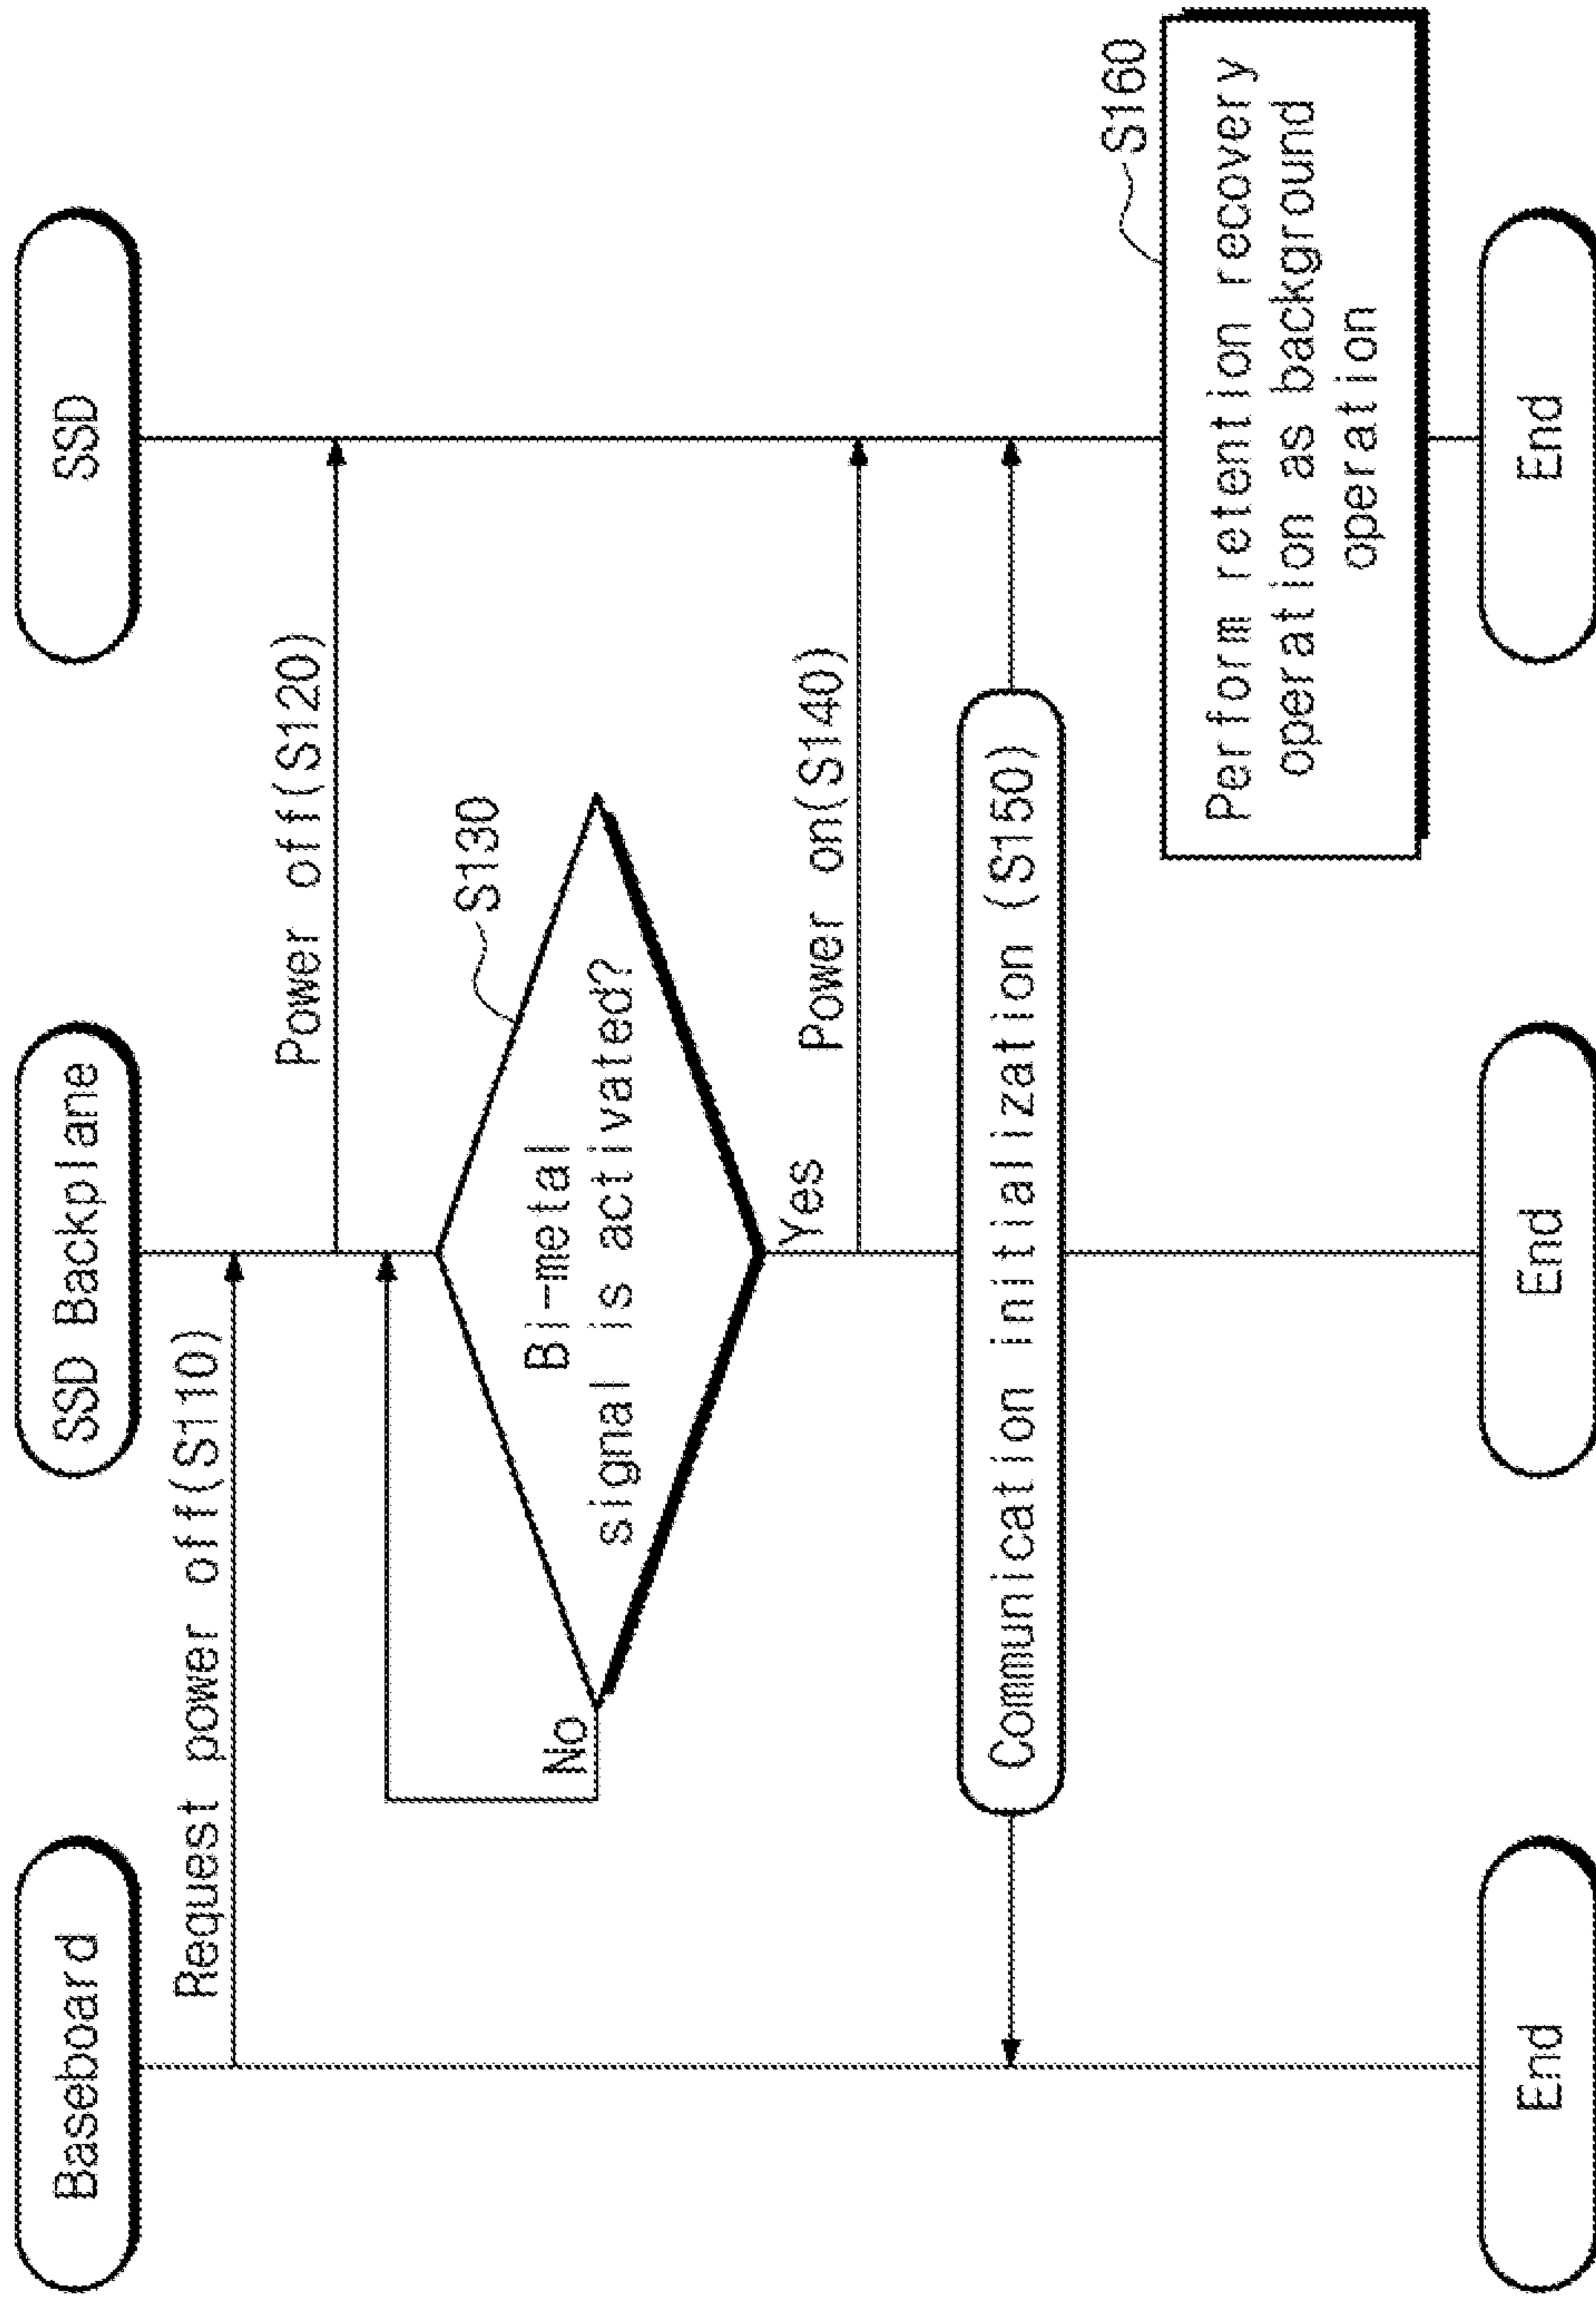 Baseboard
SSD Backplane
SSD
Request power off(S110)
Power off(S120)
S130
Bi-metal
signal is activated?
No
Yes
Power on(S140)
Communication initialization (S150)
S160
Perform retention recovery
operation as background
operation
End
End
End